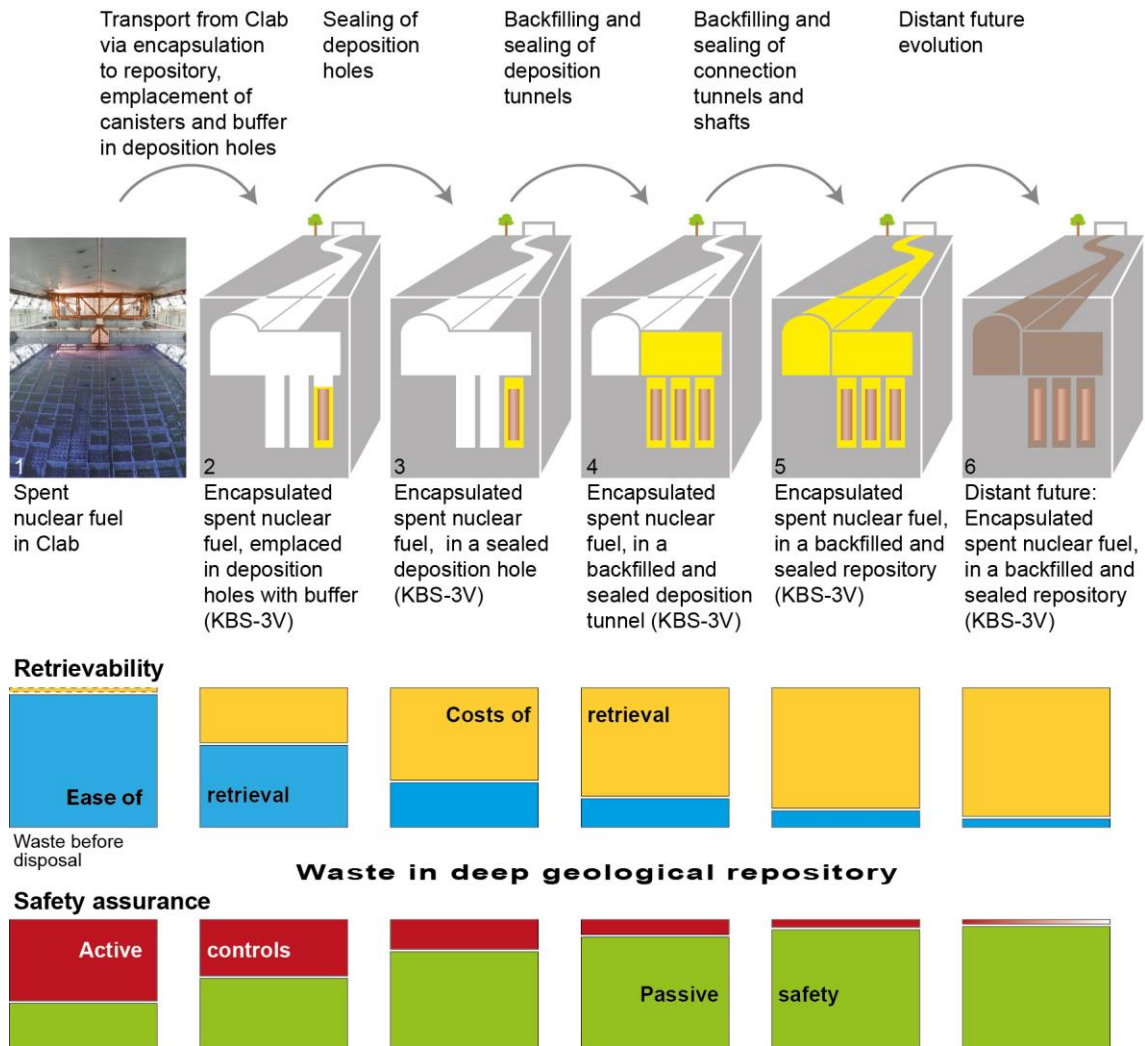 Transport from Clab
via encapsulation
to repository,
emplacement of
canisters and buffer
in deposition holes
Sealing of
deposition
holes
Backfilling and
sealing of
deposition
tunnels
Backfilling and
sealing of
connection
tunnels and
shafts
Distant future
evolution
1
Spent
nuclear fuel
in Clab
2
Encapsulated
spent nuclear
fuel, emplaced
in deposition
holes with buffer
(KBS-3V)
3
Encapsulated
spent nuclear
fuel, in a sealed
deposition hole
(KBS-3V)
4
Encapsulated
spent nuclear
fuel, in a
backfilled and
sealed deposition
tunnel (KBS-3V)
5
Encapsulated
spent nuclear fuel,
in a backfilled and
sealed repository
(KBS-3V)
6
Distant future:
Encapsulated
spent nuclear fuel,
in a backfilled and
sealed repository
(KBS-3V)
Retrievability
Costs of retrieval
Ease of retrieval
Waste before
disposal
Waste in deep geological repository
Safety assurance
Active controls
Passive safety